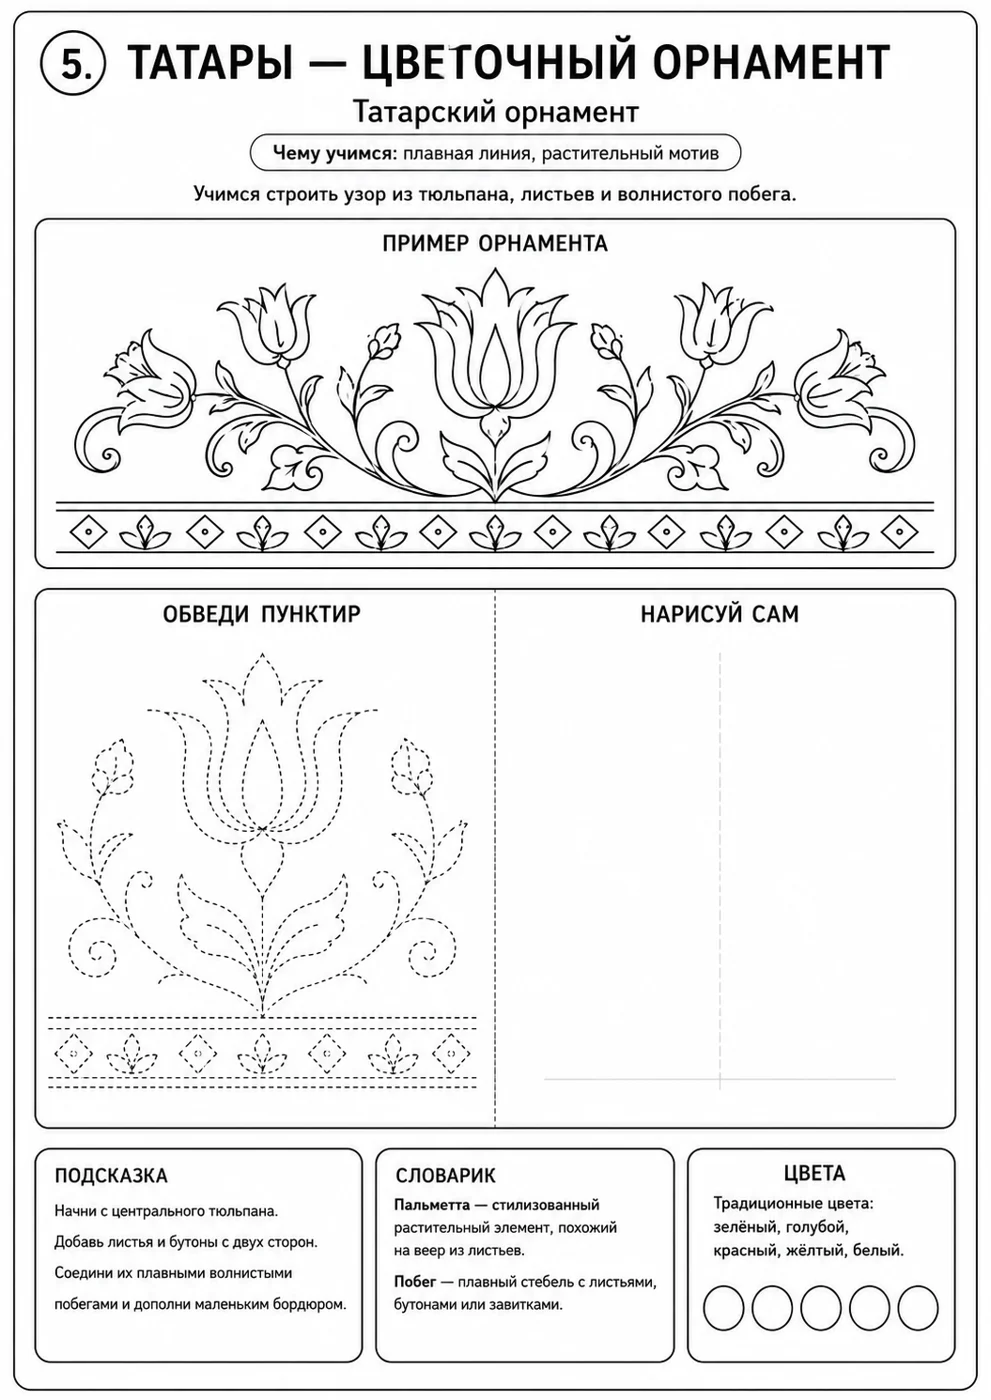 5. ТАТАРЫ — ЦВЕТОЧНЫЙ ОРНАМЕНТ
Татарский орнамент
Чему учимся: плавная линия, растительный мотив
Учимся строить узор из тюльпана, листьев и волнистого побега.
ПРИМЕР ОРНАМЕНТА
ОБВЕДИ ПУНКТИР
НАРИСУЙ САМ
ПОДСКАЗКА
Начни с центрального тюльпана.
Добавь листья и бутоны с двух сторон.
Соедини их плавными волнистыми
побегами и дополни маленьким бордюром.
СЛОВАРИК
Пальметта — стилизованный
растительный элемент, похожий
на веер из листьев.
Побег — плавный стебель с листьями,
бутонами или завитками.
ЦВЕТА
Традиционные цвета:
зелёный, голубой,
красный, жёлтый, белый.